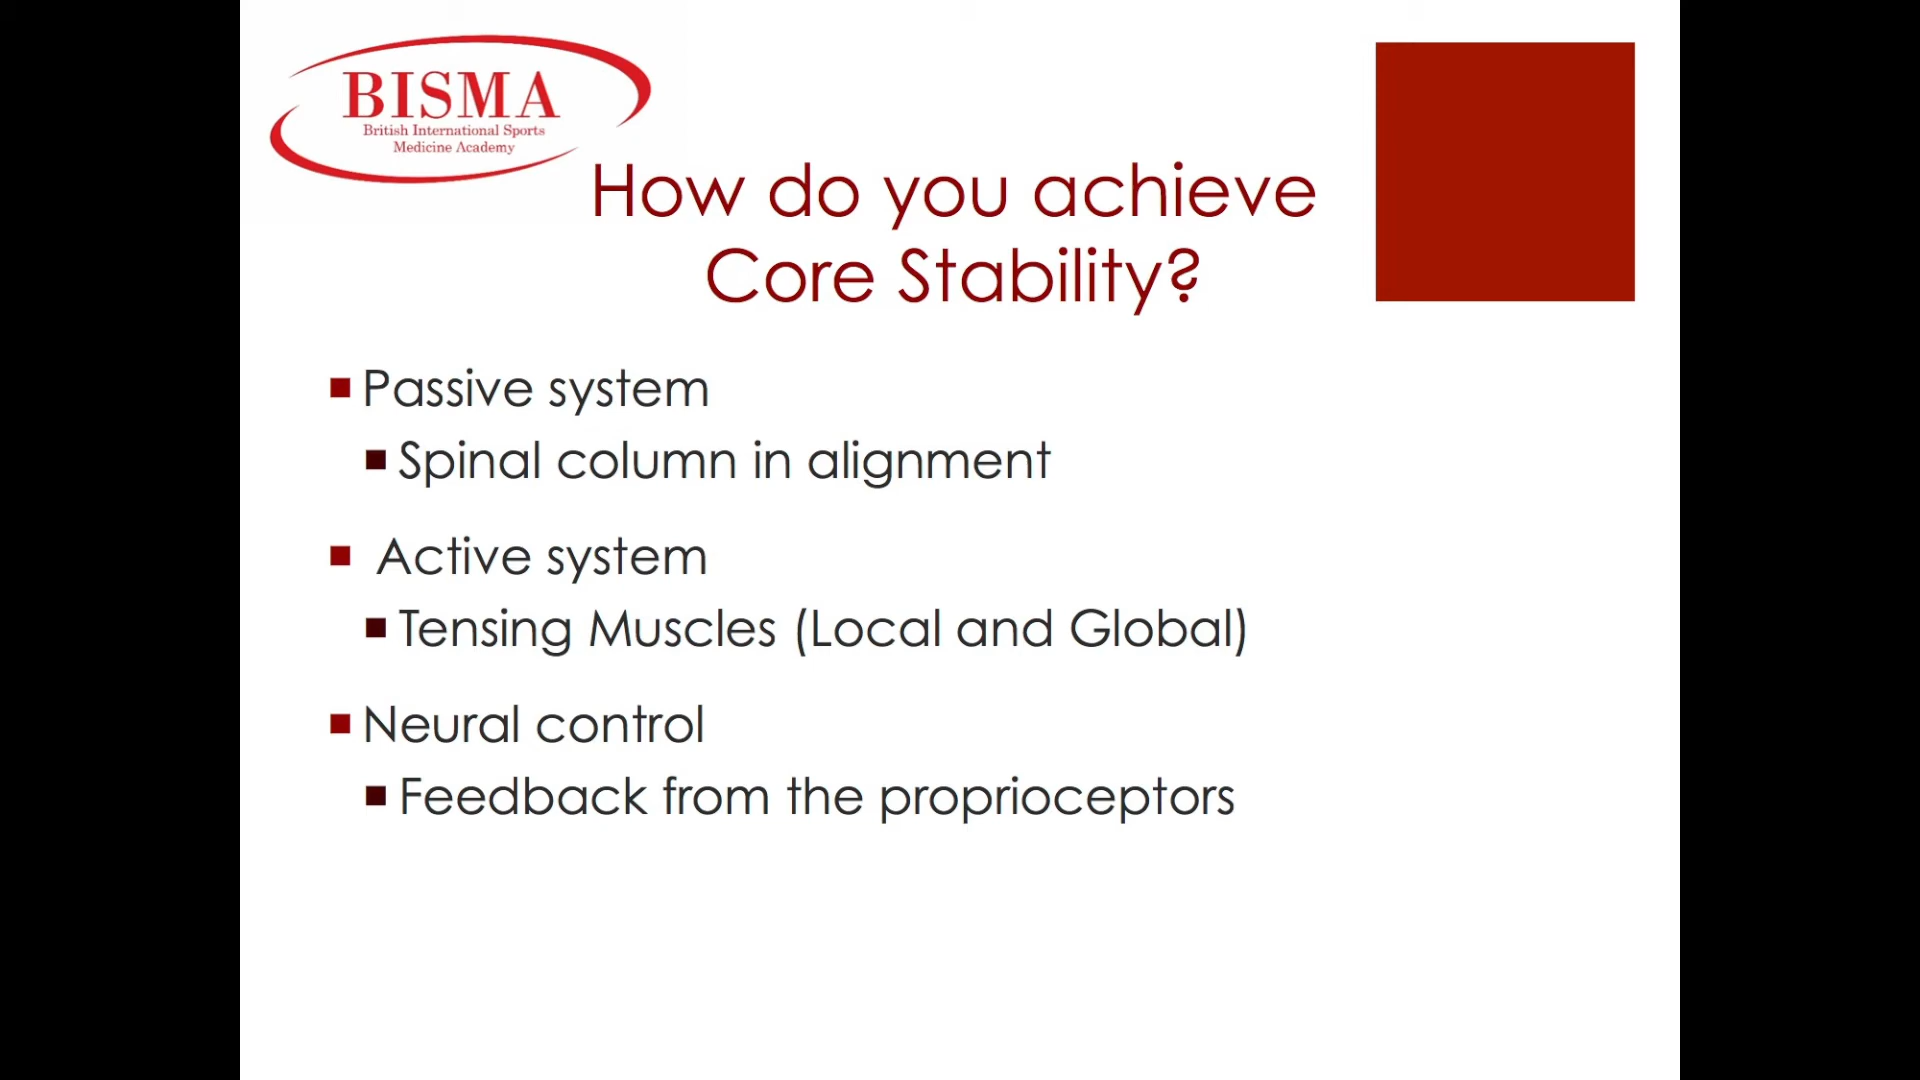 BISMA
British International Sports
Medicine Academy
How do you achieve
Core Stability?
Passive system
Spinal column in alignment
Active system
Tensing Muscles (Local and Global)
Neural control
Feedback from the proprioceptors